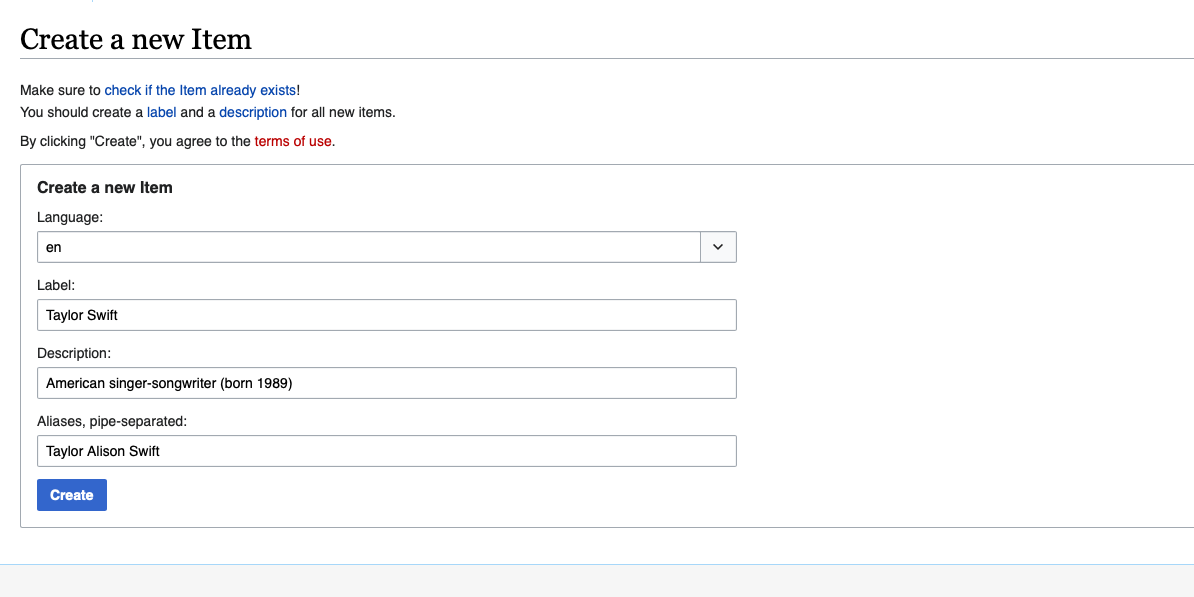 Create a new Item
Make sure to check if the Item already exists!
You should create a label and a description for all new items.
By clicking "Create", you agree to the terms of use.
Create a new Item
Language:
en
Label:
Taylor Swift
Description:
American singer-songwriter (born 1989)
Aliases, pipe-separated:
Taylor Alison Swift
Create